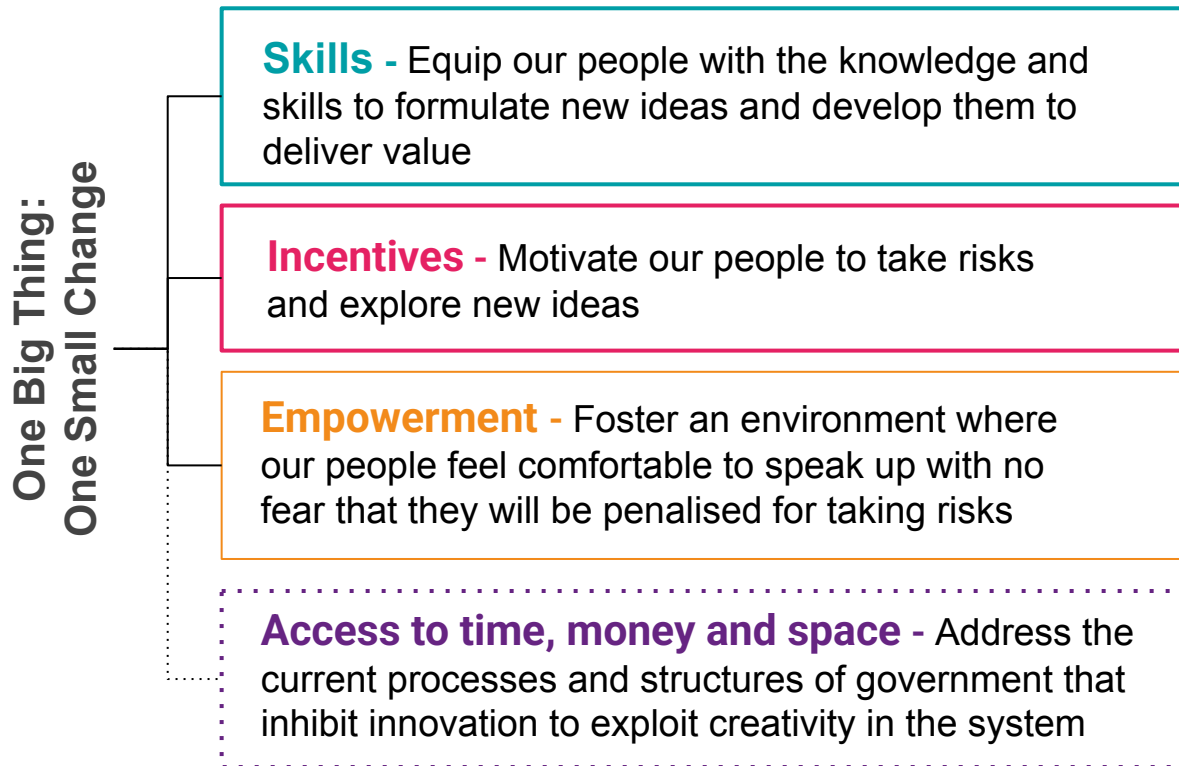 One Big Thing:
One Small Change
Skills - Equip our people with the knowledge and
skills to formulate new ideas and develop them to
deliver value
Incentives - Motivate our people to take risks
and explore new ideas
Empowerment - Foster an environment where
our people feel comfortable to speak up with no
fear that they will be penalised for taking risks
Access to time, money and space - Address the
current processes and structures of government that
inhibit innovation to exploit creativity in the system